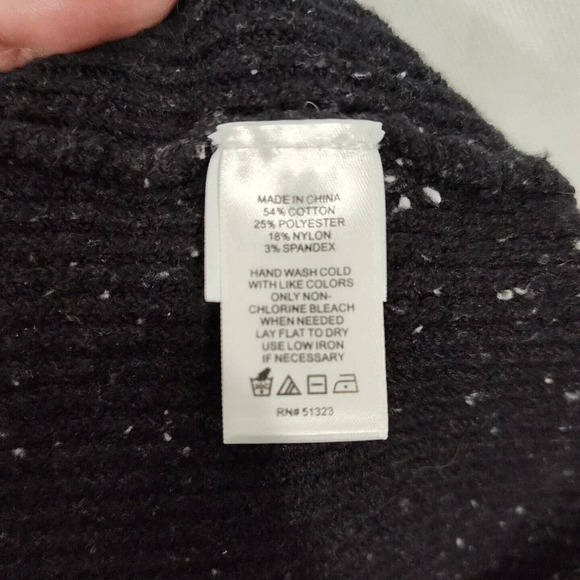 MADE IN CHINA
54% COTTON
25% POLYESTER
18% NYLON
3% SPANDEX
HAND WASH COLD
WITH LIKE COLORS
ONLY NON-
CHLORINE BLEACH
WHEN NEEDED
LAY FLAT TO DRY
USE LOW IRON
IF NECESSARY
RN# 51323